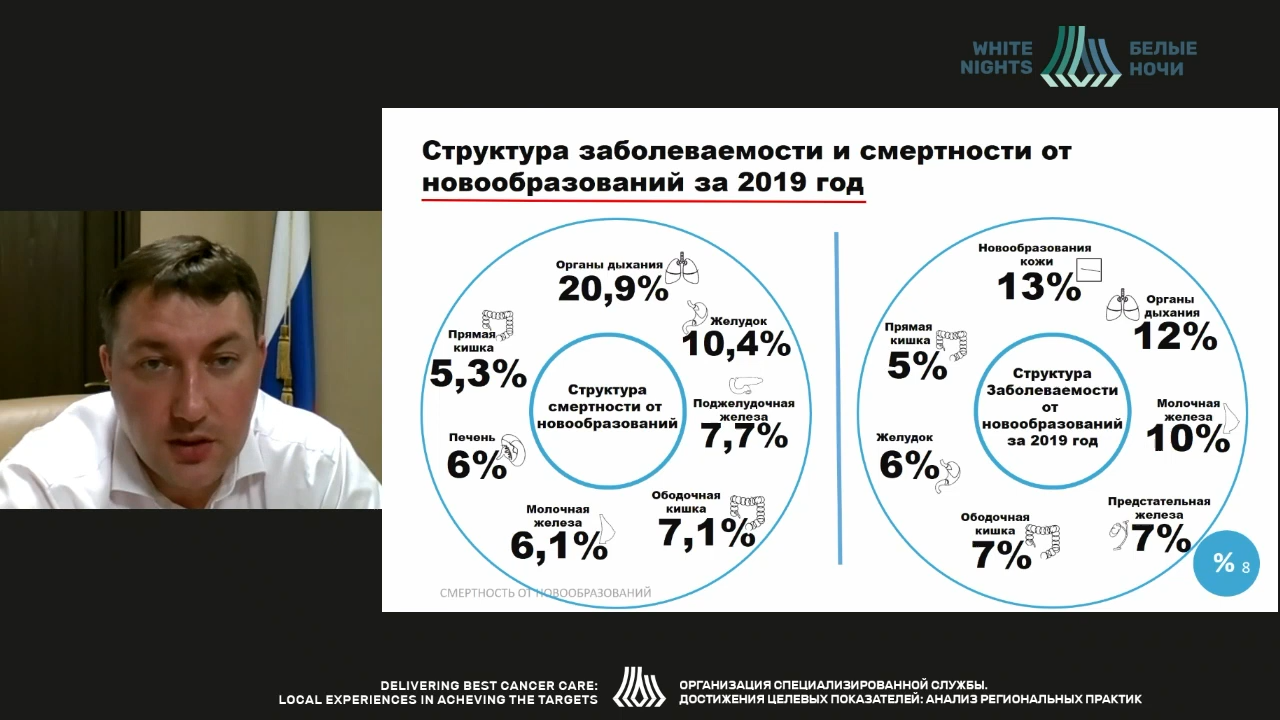 WHITE
NIGHTS
БЕЛЫЕ
НОЧИ
Структура заболеваемости и смертности от
новообразований за 2019 год
Органы дыхания
20,9%
Желудок
10,4%
Поджелудочная
железа
7,7%
Ободочная
кишка
7,1%
Молочная
железа
6,1%
Печень
6%
Прямая
кишка
5,3%
Структура
смертности от
новообразований
СМЕРТНОСТЬ ОТ НОВООБРАЗОВАНИЙ
Новообразования
кожи
13%
Органы
дыхания
12%
Молочная
железа
10%
Предстательная
железа
7%
Ободочная
кишка
7%
Желудок
6%
Прямая
кишка
5%
Структура
Заболеваемости
от
новообразований
за 2019 год
% 8
DELIVERING BEST CANCER CARE:
LOCAL EXPERIENCES IN ACHEVING THE TARGETS
ОРГАНИЗАЦИЯ СПЕЦИАЛИЗИРОВАННОЙ СЛУЖБЫ.
ДОСТИЖЕНИЯ ЦЕЛЕВЫХ ПОКАЗАТЕЛЕЙ: АНАЛИЗ РЕГИОНАЛЬНЫХ ПРАКТИК